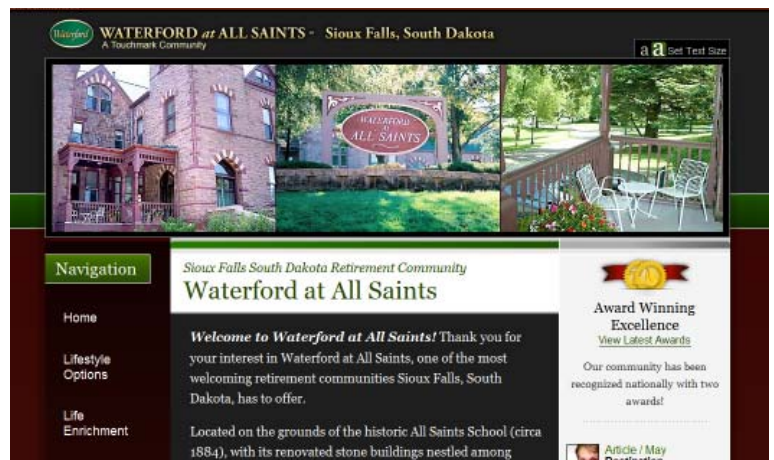 Waterford
WATERFORD at ALL SAINTS - Sioux Falls, South Dakota
A Touchmark Community
a a Set Text Size
WATERFORD
at
ALL SAINTS
Navigation
Home
Lifestyle
Options
Life
Enrichment
Sioux Falls South Dakota Retirement Community
Waterford at All Saints
Welcome to Waterford at All Saints! Thank you for
your interest in Waterford at All Saints, one of the most
welcoming retirement communities Sioux Falls, South
Dakota, has to offer.
Located on the grounds of the historic All Saints School (circa
1884), with its renovated stone buildings nestled among
Award Winning
Excellence
View Latest Awards
Our community has been
recognized nationally with two
awards!
Article / May